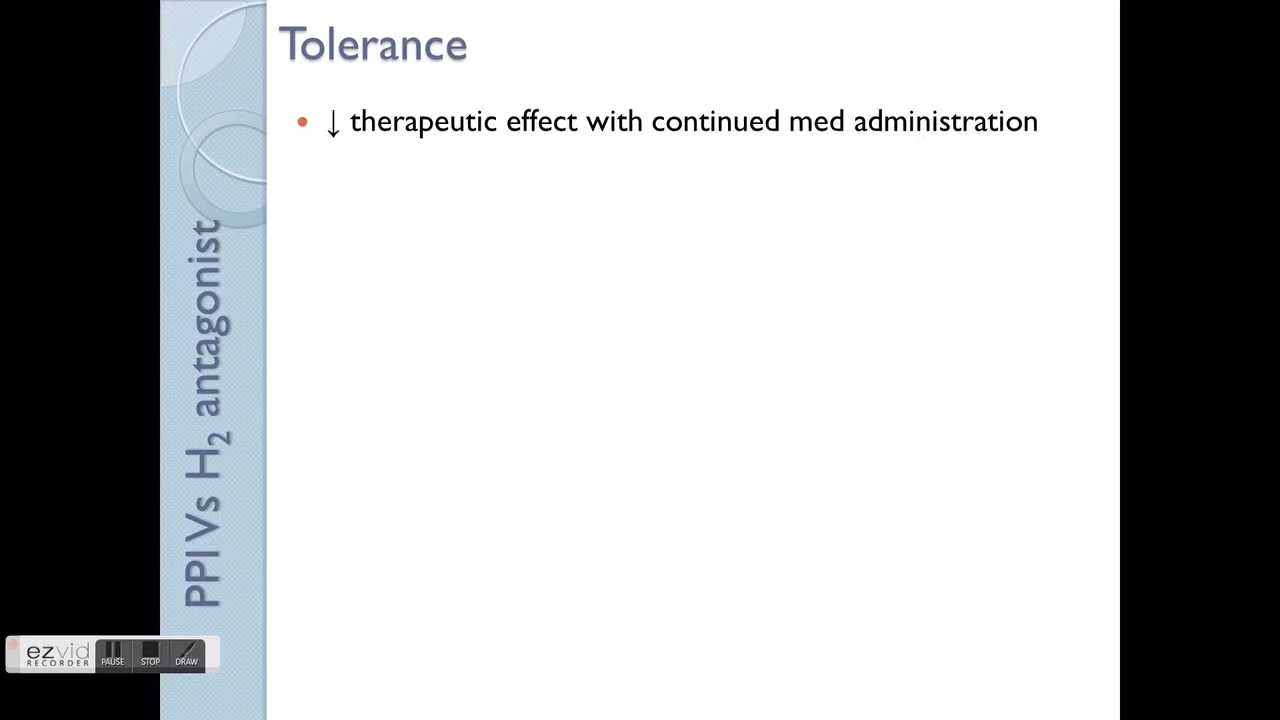 Tolerance
• ↓ therapeutic effect with continued med administration
PPI Vs H₂ antagonist
ezvid
RECORDER
PAUSE
STOP
DRAW